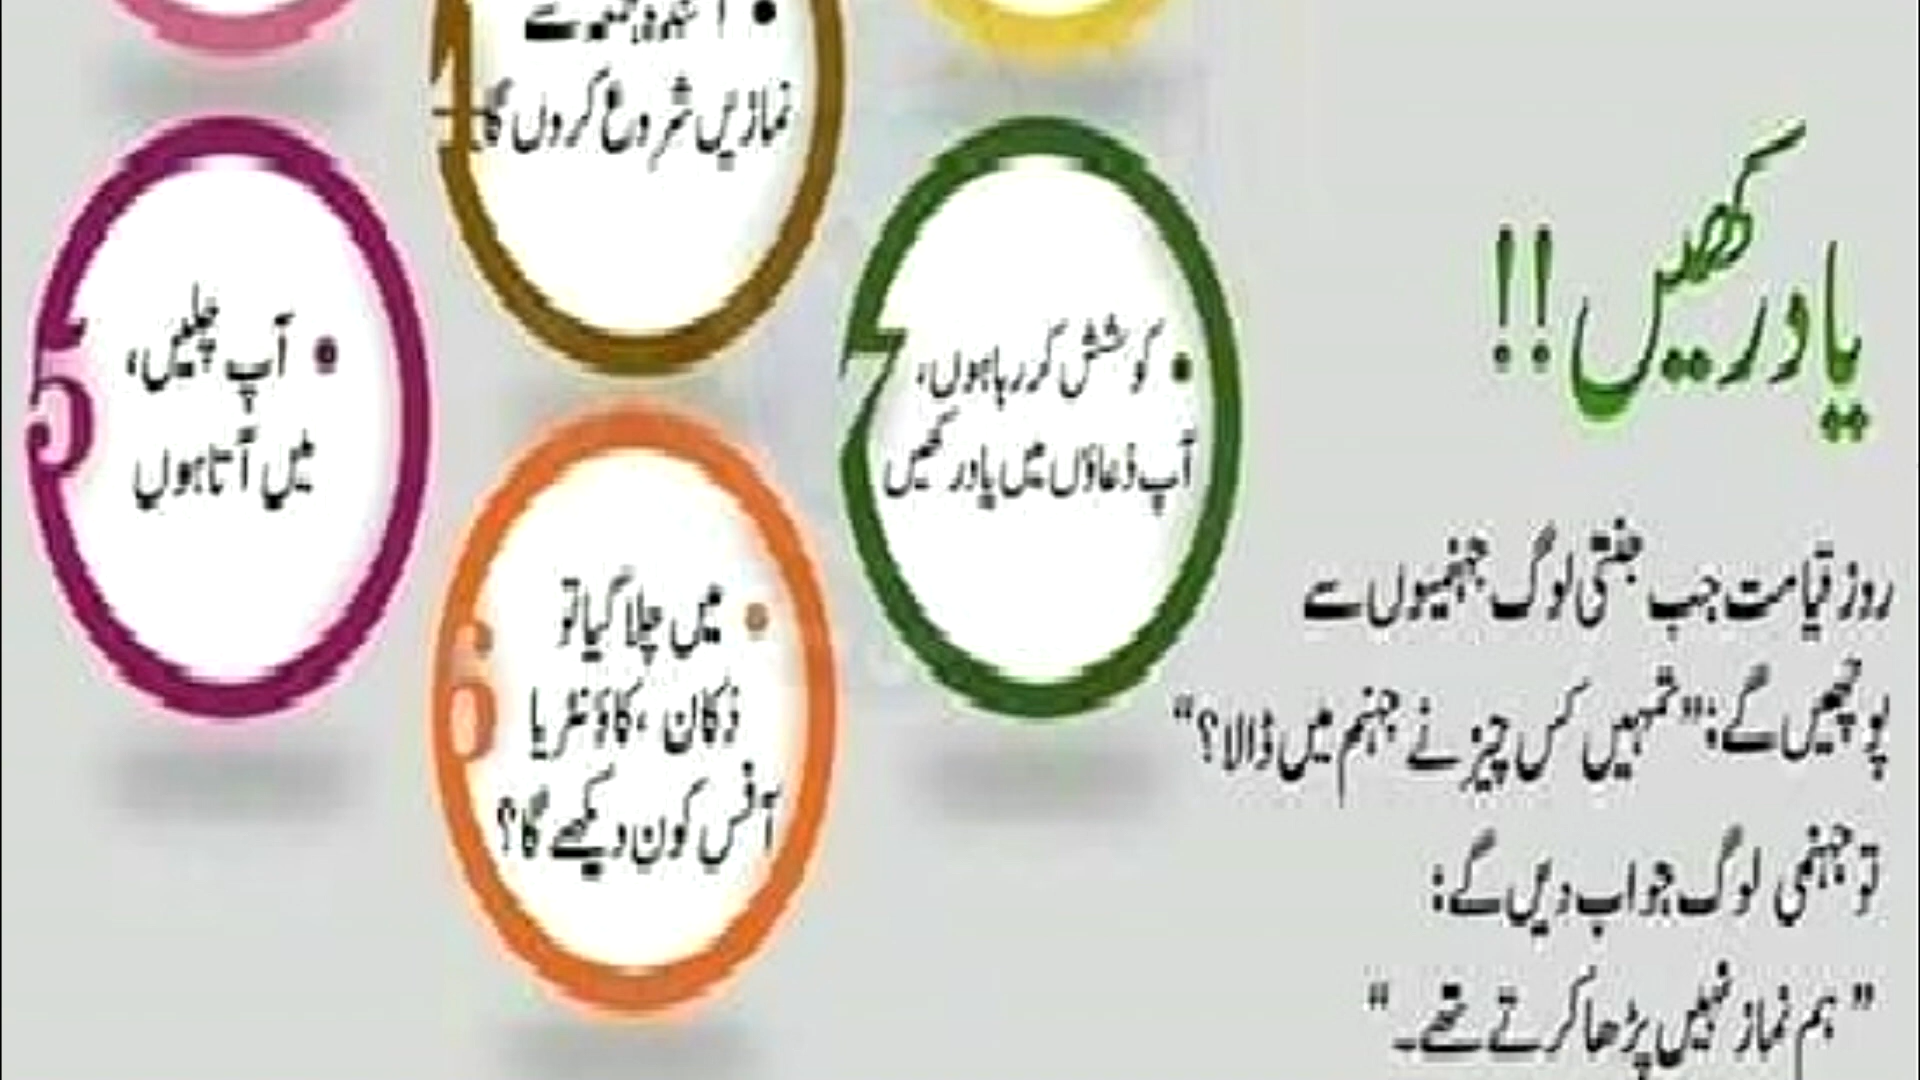 نمازیں شروع کروں گا
4
5
• آپ چلیں،
میں آتا ہوں
6
• میں چلا گیا تو
دُکان، کاؤنٹر یا
آفس کون دیکھے گا؟
7
• کوشش کر رہا ہوں،
آپ دُعاؤں میں یاد رکھیں
یاد رکھیں!!
روز قیامت جب جنتی لوگ جہنمیوں سے
پوچھیں گے: ”تمہیں کس چیز نے جہنم میں ڈالا؟“
تو جہنمی لوگ جواب دیں گے:
”ہم نماز نہیں پڑھا کرتے تھے۔“